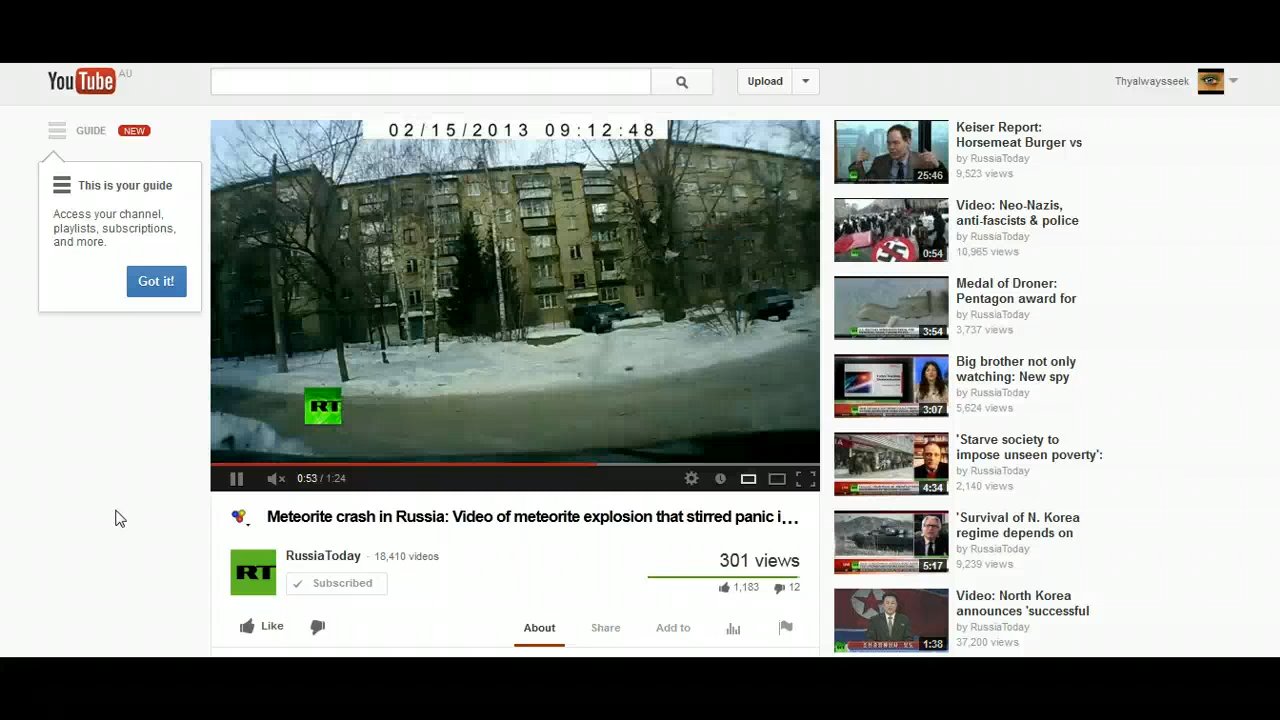 YouTube AU
Upload
Thyalwaysseek
GUIDE
NEW
This is your guide
Access your channel,
playlists, subscriptions,
and more.
Got it!
02/15/2013 09:12:48
RT
0:53 / 1:24
Meteorite crash in Russia: Video of meteorite explosion that stirred panic i...
RT
RussiaToday · 18,410 videos
Subscribed
301 views
1,183
12
Like
About
Share
Add to
25:46
Keiser Report:
Horsemeat Burger vs
by RussiaToday
9,523 views
0:54
Video: Neo-Nazis,
anti-fascists & police
by RussiaToday
10,965 views
3:54
Medal of Droner:
Pentagon award for
by RussiaToday
3,737 views
3:07
Big brother not only
watching: New spy
by RussiaToday
5,624 views
4:34
'Starve society to
impose unseen poverty':
by RussiaToday
2,140 views
5:17
'Survival of N. Korea
regime depends on
by RussiaToday
9,239 views
1:38
Video: North Korea
announces 'successful
by RussiaToday
37,200 views